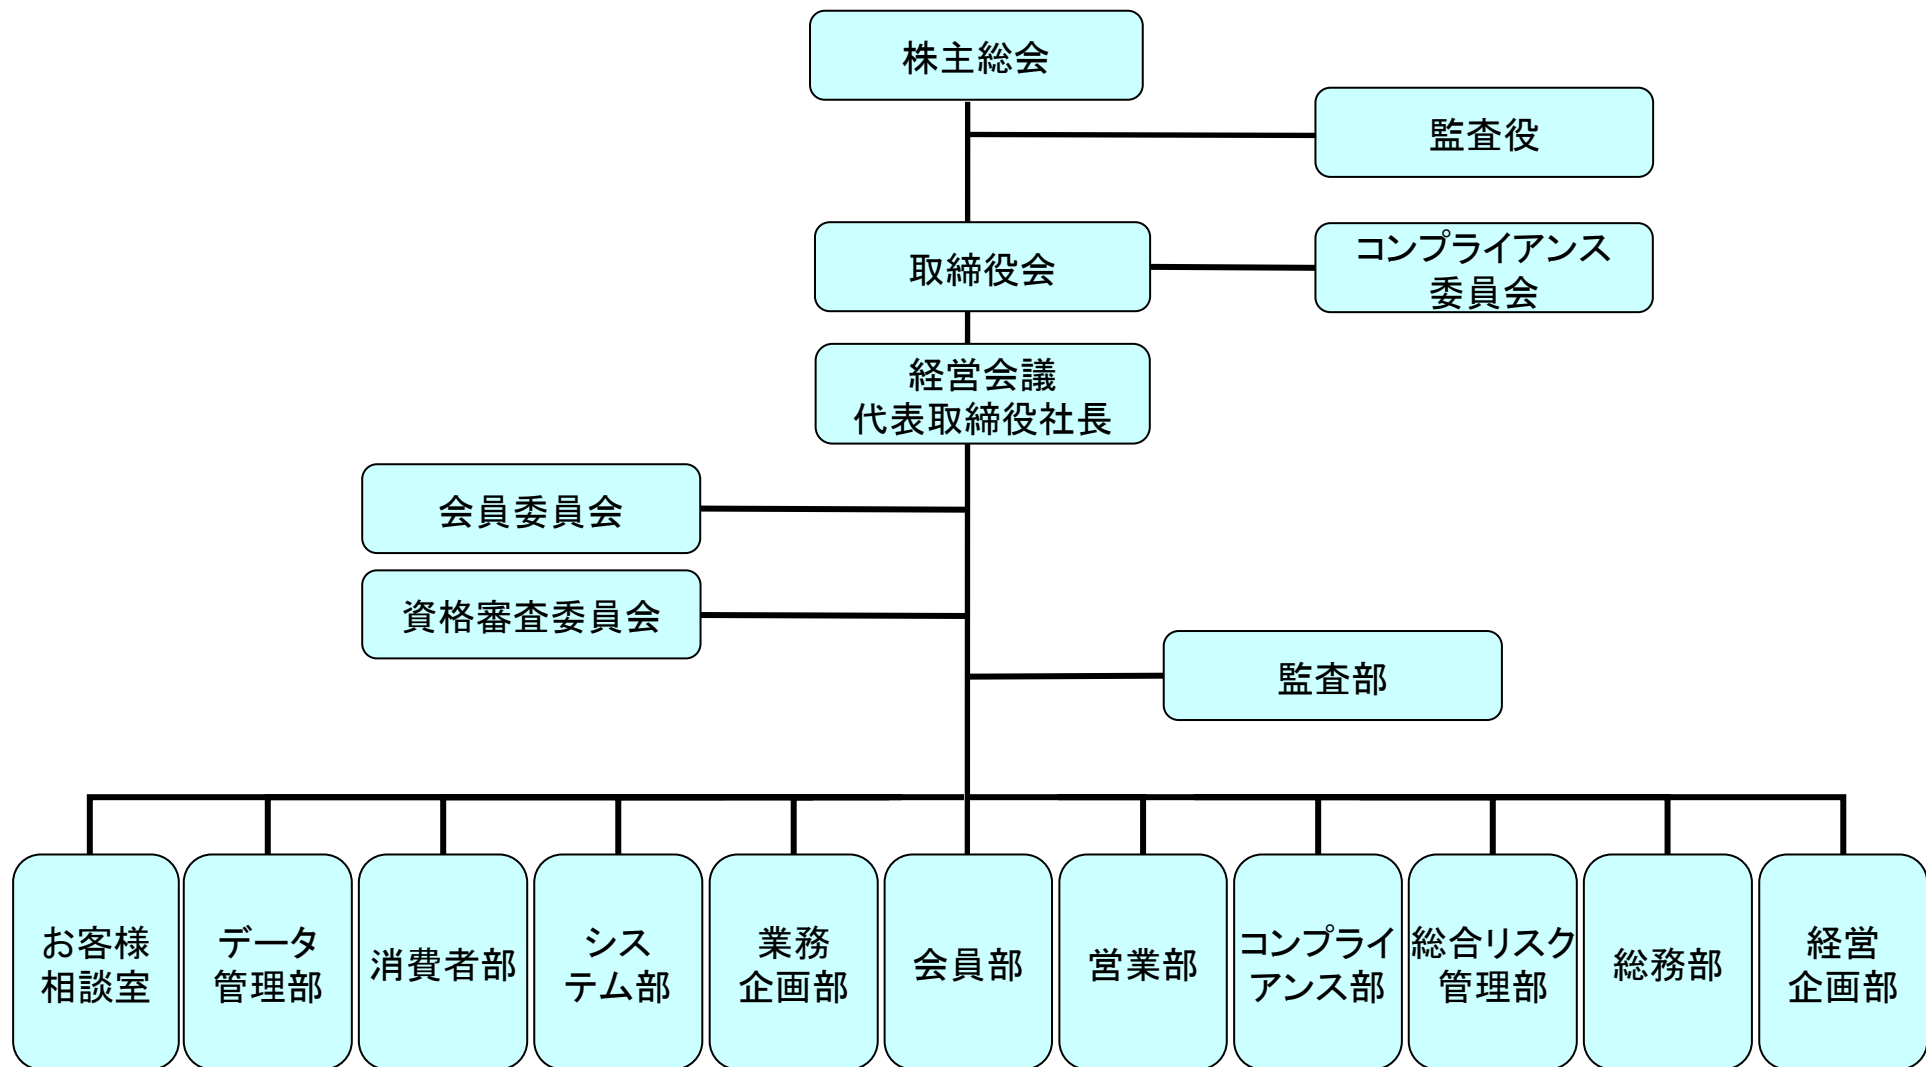 株主総会
監査役
取締役会
コンプライアンス
委員会
経営会議
代表取締役社長
会員委員会
資格審査委員会
監査部
お客様
相談室
データ
管理部
消費者部
シス
テム部
業務
企画部
会員部
営業部
コンプライ
アンス部
総合リスク
管理部
総務部
経営
企画部